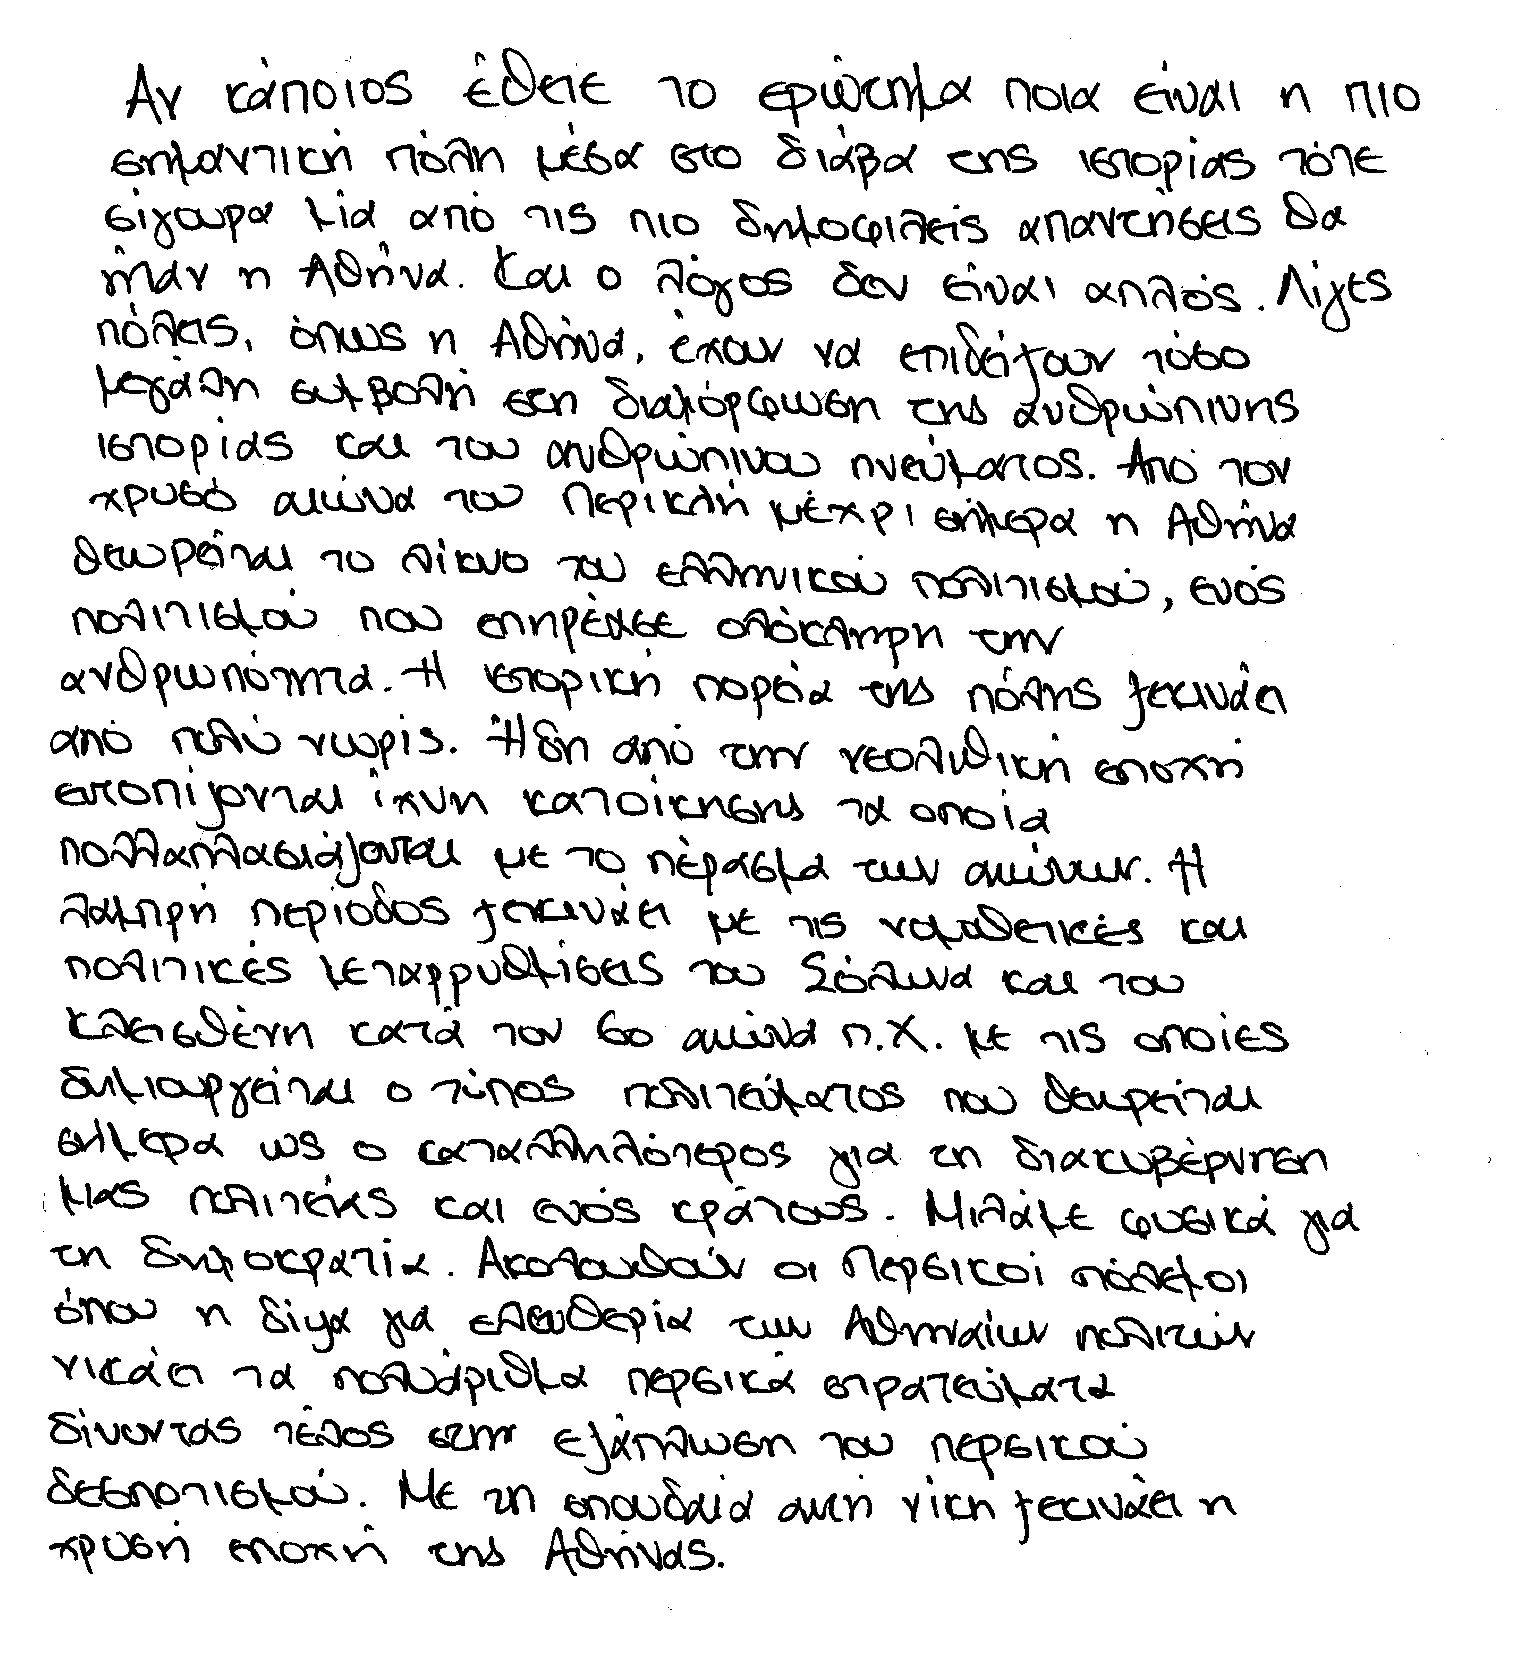 Αν κάποιος έθετε το ερώτημα ποια είναι η πιο
σημαντική πόλη μέσα στο διάβα της ιστορίας τότε
σίγουρα μία από τις πιο δημοφιλείς απαντήσεις θα
ήταν η Αθήνα. Και ο λόγος δεν είναι απλός. Λίγες
πόλεις, όπως η Αθήνα, έχουν να επιδείξουν τόσο
μεγάλη συμβολή στη διαμόρφωση της ανθρώπινης
ιστορίας και του ανθρώπινου πνεύματος. Από τον
χρυσό αιώνα του Περικλή μέχρι σήμερα η Αθήνα
θεωρείται το λίκνο του ελληνικού πολιτισμού, ενός
πολιτισμού που επηρέασε ολόκληρη την
ανθρωπότητα. Η ιστορική πορεία της πόλης ξεκινάει
από πολύ νωρίς. Ήδη από την νεολιθική εποχή
εντοπίζονται ίχνη κατοίκησης τα οποία
πολλαπλασιάζονται με το πέρασμα των αιώνων. Η
λαμπρή περίοδος ξεκινάει με τις νομοθετικές και
πολιτικές μεταρρυθμίσεις του Σόλωνα και του
Κλεισθένη κατά τον 6ο αιώνα π.Χ. με τις οποίες
δημιουργείται ο τύπος πολιτεύματος που θεωρείται
σήμερα ως ο καταλληλότερος για τη διακυβέρνηση
μιας πολιτείας και ενός κράτους. Μιλάμε φυσικά για
τη δημοκρατία. Ακολουθούν οι Περσικοί πόλεμοι
όπου η δίψα για ελευθερία των Αθηναίων πολιτών
νικάει τα πολυάριθμα περσικά στρατεύματα
δίνοντας τέλος στην εξάπλωση του περσικού
δεσποτισμού. Με τη σπουδαία αυτή νίκη ξεκινάει η
χρυσή εποχή της Αθήνας.